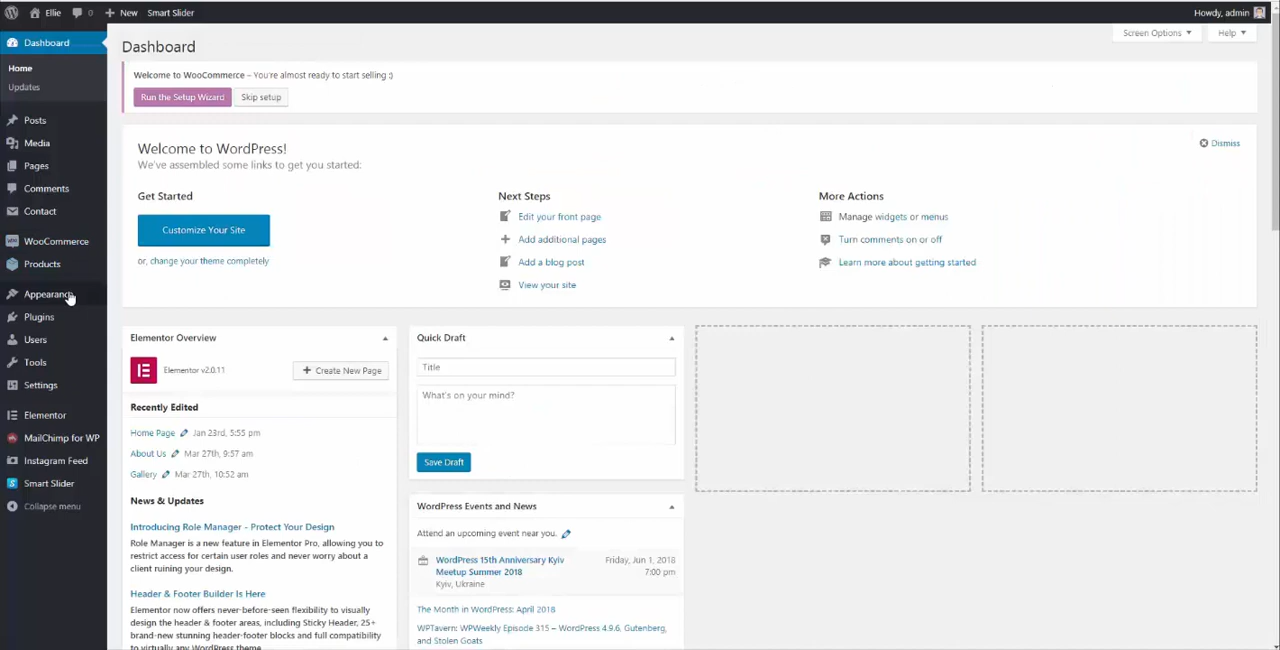 Ellie 0 New Smart Slider Howdy, admin
Screen Options Help
Dashboard
Home
Updates
Posts
Media
Pages
Comments
Contact
WooCommerce
Products
Appearance
Plugins
Users
Tools
Settings
Elementor
MailChimp for WP
Instagram Feed
Smart Slider
Collapse menu
Dashboard
Welcome to WooCommerce – You're almost ready to start selling :)
Run the Setup Wizard Skip setup
Welcome to WordPress! Dismiss
We've assembled some links to get you started:
Get Started
Customize Your Site
or, change your theme completely
Next Steps
Edit your front page
Add additional pages
Add a blog post
View your site
More Actions
Manage widgets or menus
Turn comments on or off
Learn more about getting started
Elementor Overview
Elementor v2.0.11 Create New Page
Recently Edited
Home Page Jan 23rd, 5:55 pm
About Us Mar 27th, 9:57 am
Gallery Mar 27th, 10:52 am
News & Updates
Introducing Role Manager - Protect Your Design
Role Manager is a new feature in Elementor Pro, allowing you to
restrict access for certain user roles and never worry about a
client ruining your design.
Header & Footer Builder Is Here
Elementor now offers never-before-seen flexibility to visually
design the header & footer areas, including Sticky Header, 25+
brand-new stunning header-footer blocks and full compatibility
to virtually any WordPress theme.
Quick Draft
Title
What's on your mind?
Save Draft
WordPress Events and News
Attend an upcoming event near you.
WordPress 15th Anniversary Kyiv Friday, Jun 1, 2018
Meetup Summer 2018 7:00 pm
Kyiv, Ukraine
The Month in WordPress: April 2018
WPTavern: WPWeekly Episode 315 – WordPress 4.9.6, Gutenberg,
and Stolen Goats